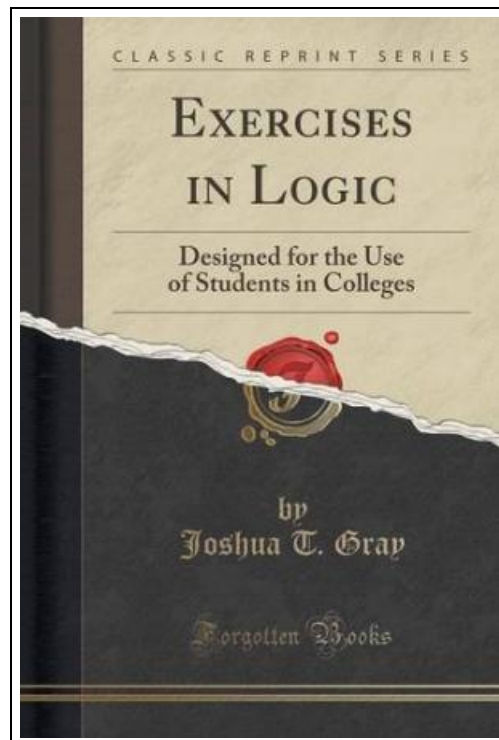 CLASSIC REPRINT SERIES
EXERCISES
IN LOGIC
Designed for the Use
of Students in Colleges
by
Joshua T. Gray
Forgotten Books